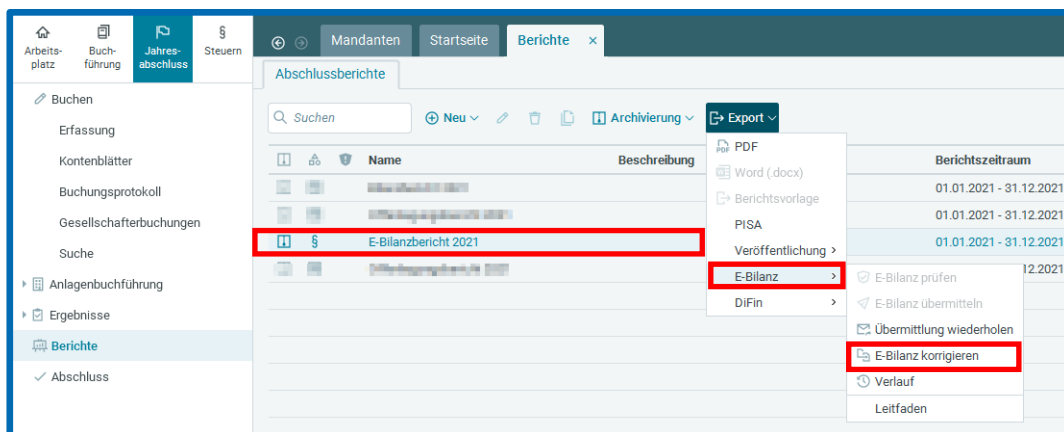 Arbeits-
platz
Buch-
führung
Jahres-
abschluss
§
Steuern
Mandanten
Startseite
Berichte ×
Abschlussberichte
Buchen
Erfassung
Kontenblätter
Buchungsprotokoll
Gesellschafterbuchungen
Suche
Anlagenbuchführung
Ergebnisse
Berichte
Abschluss
Suchen
Neu
Archivierung
Export
Name
Beschreibung
Berichtszeitraum
01.01.2021 - 31.12.2021
01.01.2021 - 31.12.2021
§ E-Bilanzbericht 2021
01.01.2021 - 31.12.2021
12.2021
PDF PDF
Word (.docx)
Berichtsvorlage
PISA
Veröffentlichung >
E-Bilanz >
DiFin >
E-Bilanz prüfen
E-Bilanz übermitteln
Übermittlung wiederholen
E-Bilanz korrigieren
Verlauf
Leitfaden